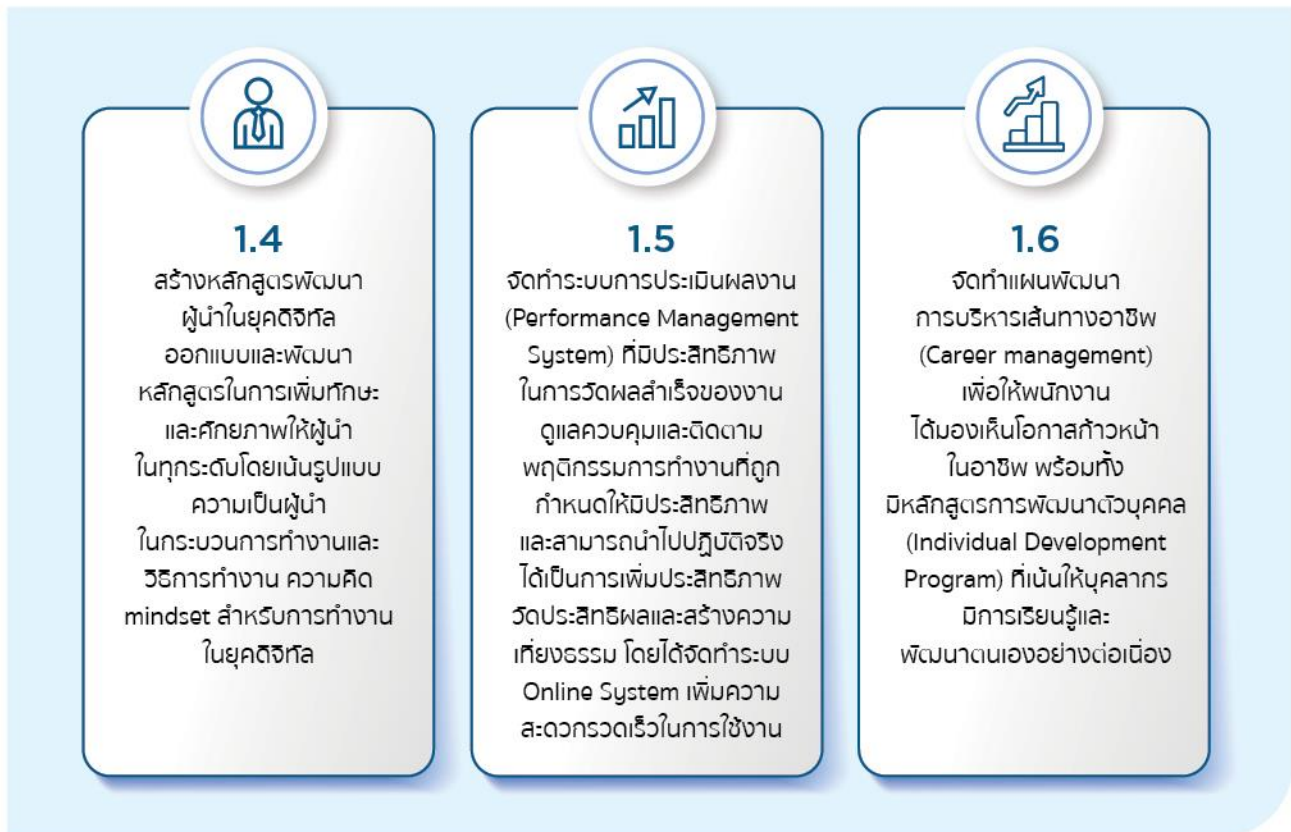 1.4
สร้างหลักสูตรพัฒนา
ผู้นำในยุคดิจิทัล
ออกแบบและพัฒนา
หลักสูตรในการเพิ่มทักษะ
และศักยภาพให้ผู้นำ
ในทุกระดับโดยเน้นรูปแบบ
ความเป็นผู้นำ
ในกระบวนการทำงานและ
วิธีการทำงาน ความคิด
mindset สำหรับการทำงาน
ในยุคดิจิทัล
1.5
จัดทำระบบการประเมินผลงาน
(Performance Management
System) ที่มีประสิทธิภาพ
ในการวัดผลสำเร็จของงาน
ดูแลควบคุมและติดตาม
พฤติกรรมการทำงานที่ถูก
กำหนดให้มีประสิทธิภาพ
และสามารถนำไปปฏิบัติจริง
ได้เป็นการเพิ่มประสิทธิภาพ
วัดประสิทธิผลและสร้างความ
เที่ยงธรรม โดยได้จัดทำระบบ
Online System เพิ่มความ
สะดวกรวดเร็วในการใช้งาน
1.6
จัดทำแผนพัฒนา
การบริหารเส้นทางอาชีพ
(Career management)
เพื่อให้พนักงาน
ได้มองเห็นโอกาสก้าวหน้า
ในอาชีพ พร้อมทั้ง
มีหลักสูตรการพัฒนาตัวบุคคล
(Individual Development
Program) ที่เน้นให้บุคลากร
มีการเรียนรู้และ
พัฒนาตนเองอย่างต่อเนื่อง